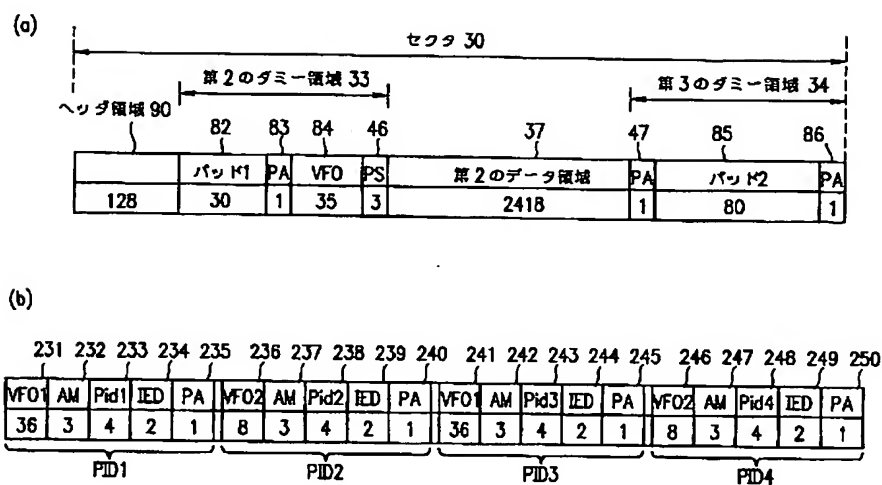 (a)
セクタ 30
第2のダミー領域 33
第3のダミー領域 34
ヘッダ領域 90
82 83 84 46 37 47 85 86
パッド1 PA VFO PS 第2のデータ領域 PA パッド2 PA
128 30 1 35 3 2418 1 80 1
(b)
231 232 233 234 235 236 237 238 239 240 241 242 243 244 245 246 247 248 249 250
VFO1 AM Pid1 IED PA VFO2 AM Pid2 IED PA VFO1 AM Pid3 IED PA VFO2 AM Pid4 IED PA
36 3 4 2 1 8 3 4 2 1 36 3 4 2 1 8 3 4 2 1
PID1 PID2 PID3 PID4